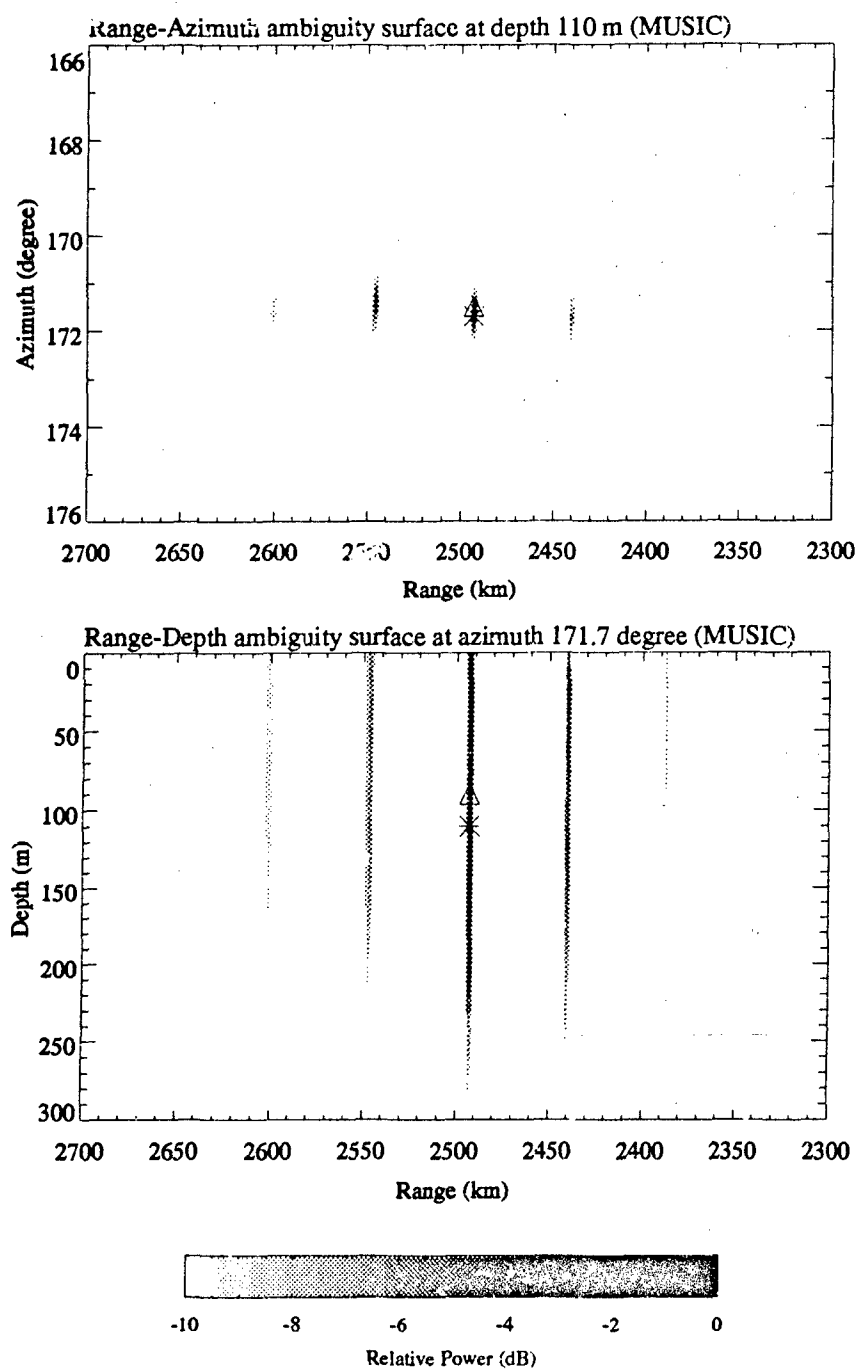 Range-Azimuth ambiguity surface at depth 110 m (MUSIC)
166
168
170
172
174
176
Azimuth (degree)
2700 2650 2600 2500 2450 2400 2350 2300
Range (km)
Range-Depth ambiguity surface at azimuth 171.7 degree (MUSIC)
0
50
100
150
200
250
300
Depth (m)
2700 2650 2600 2550 2500 2450 2400 2350 2300
Range (km)
-10 -8 -6 -4 -2 0
Relative Power (dB)